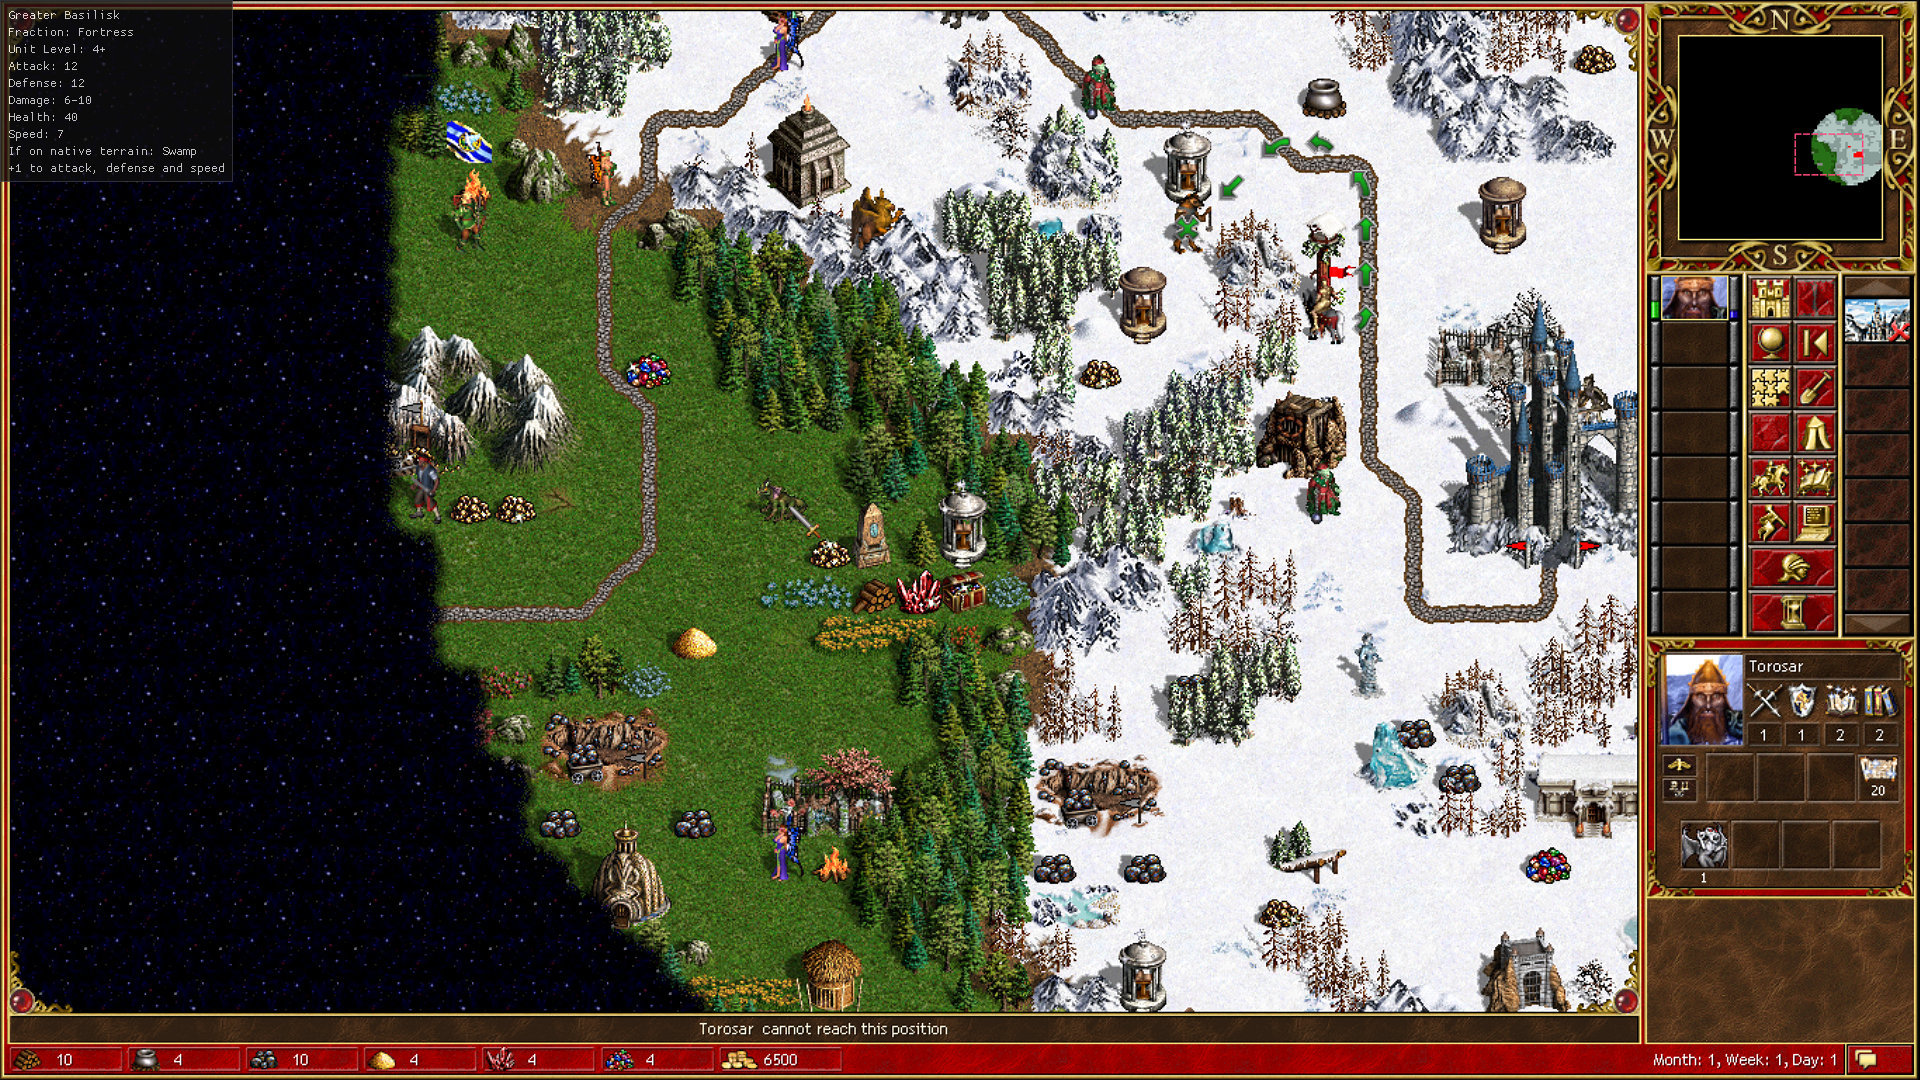 Greater Basilisk
Fraction: Fortress
Unit Level: 4+
Attack: 12
Defense: 12
Damage: 6-10
Health: 40
Speed: 7
If on native terrain: Swamp
+1 to attack, defense and speed
N
W
E
S
Torosar
1 1 2 2
20
1
Torosar cannot reach this position
10 4 10 4 4 4 6500
Month: 1, Week: 1, Day: 1